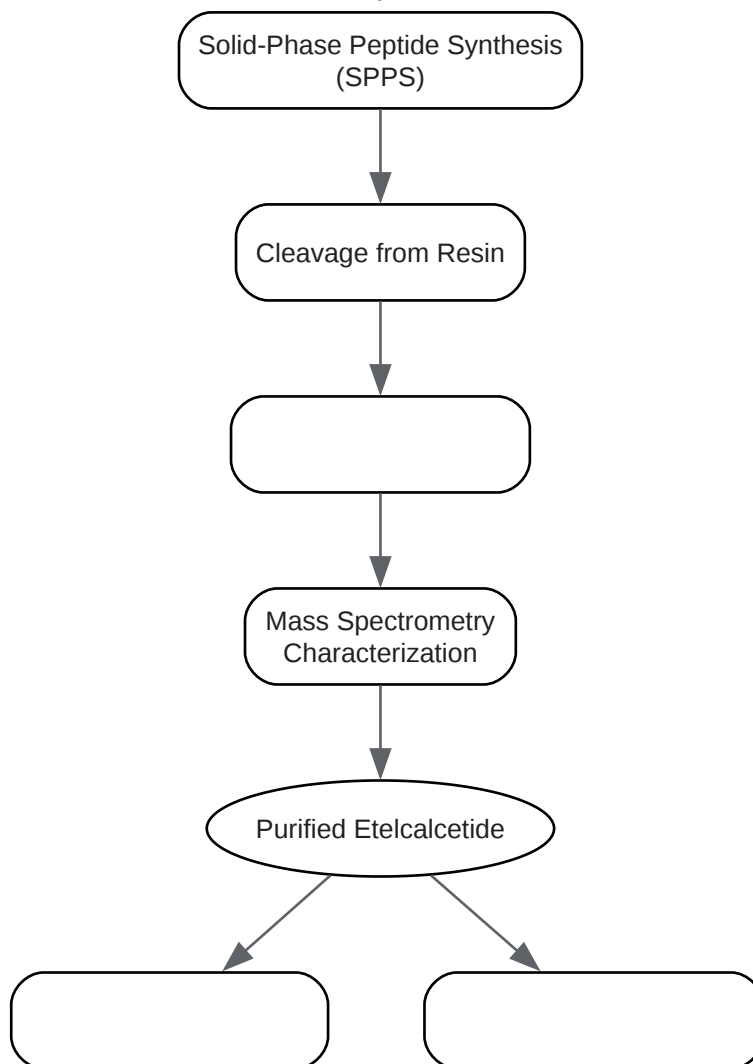 Solid-Phase Peptide Synthesis
(SPPS)
Cleavage from Resin
Mass Spectrometry
Characterization
Purified Etelcalcetide